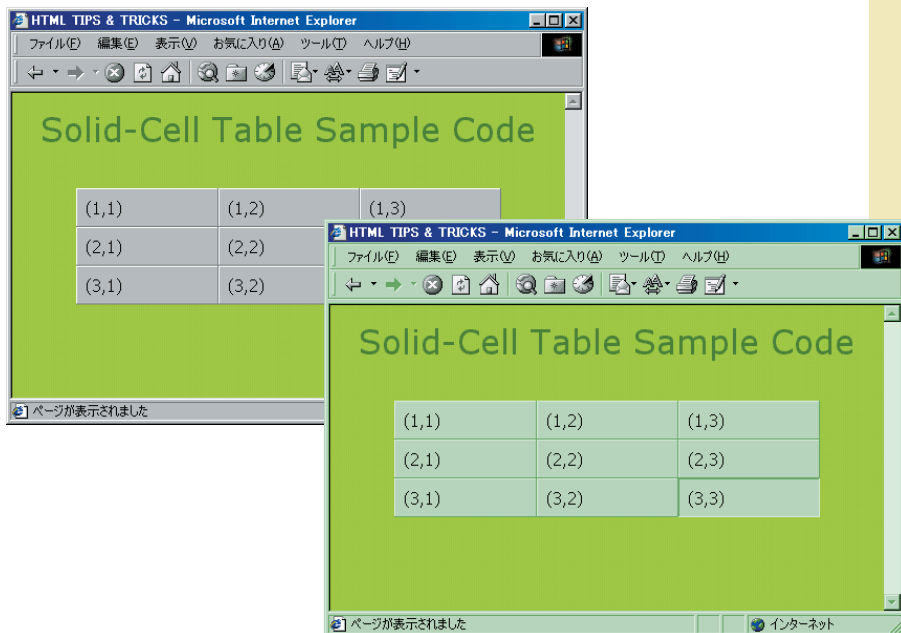 HTML TIPS & TRICKS - Microsoft Internet Explorer
ファイル(F) 編集(E) 表示(V) お気に入り(A) ツール(T) ヘルプ(H)
Solid-Cell Table Sample Code
(1,1) (1,2) (1,3)
(2,1) (2,2)
(3,1) (3,2)
ページが表示されました
HTML TIPS & TRICKS - Microsoft Internet Explorer
ファイル(F) 編集(E) 表示(V) お気に入り(A) ツール(T) ヘルプ(H)
Solid-Cell Table Sample Code
(1,1) (1,2) (1,3)
(2,1) (2,2) (2,3)
(3,1) (3,2) (3,3)
ページが表示されました インターネット